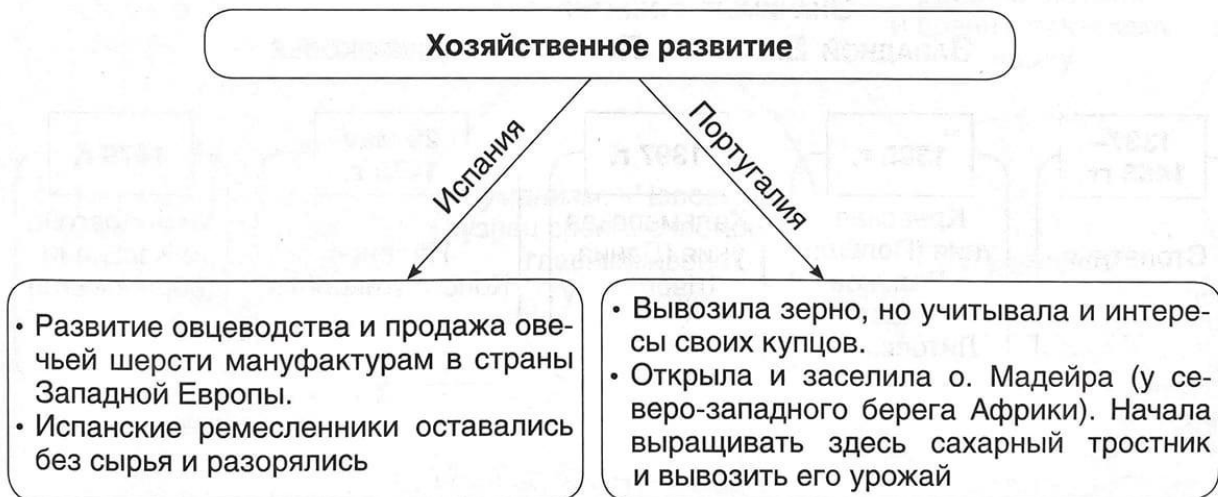 Хозяйственное развитие
Испания
Португалия
• Развитие овцеводства и продажа ове-
чьей шерсти мануфактурам в страны
Западной Европы.
• Испанские ремесленники оставались
без сырья и разорялись
• Вывозила зерно, но учитывала и интере-
сы своих купцов.
• Открыла и заселила о. Мадейра (у се-
веро-западного берега Африки). Начала
выращивать здесь сахарный тростник
и вывозить его урожай